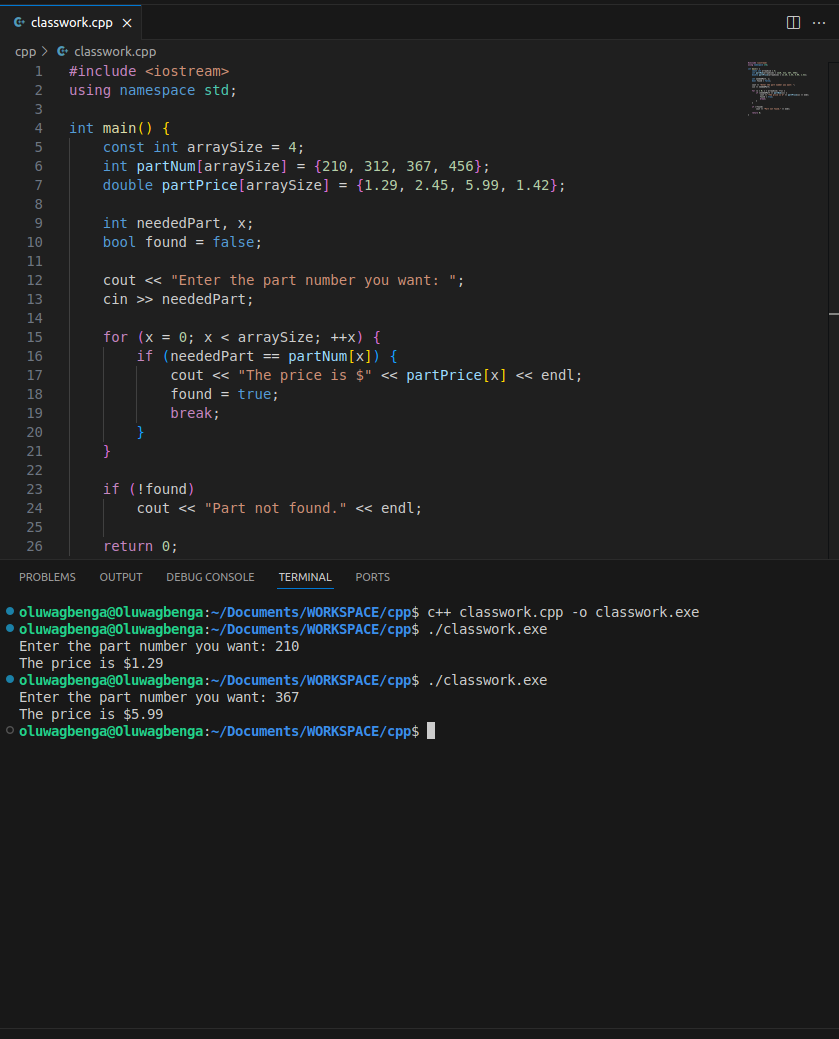 classwork.cpp
cpp > classwork.cpp
1 #include <iostream>
2 using namespace std;
3
4 int main() {
5     const int arraySize = 4;
6     int partNum[arraySize] = {210, 312, 367, 456};
7     double partPrice[arraySize] = {1.29, 2.45, 5.99, 1.42};
8
9     int neededPart, x;
10     bool found = false;
11
12     cout << "Enter the part number you want: ";
13     cin >> neededPart;
14
15     for (x = 0; x < arraySize; ++x) {
16         if (neededPart == partNum[x]) {
17             cout << "The price is $" << partPrice[x] << endl;
18             found = true;
19             break;
20         }
21     }
22
23     if (!found)
24         cout << "Part not found." << endl;
25
26     return 0;
PROBLEMS OUTPUT DEBUG CONSOLE TERMINAL PORTS
oluwagbenga@Oluwagbenga:~/Documents/WORKSPACE/cpp$ c++ classwork.cpp -o classwork.exe
oluwagbenga@Oluwagbenga:~/Documents/WORKSPACE/cpp$ ./classwork.exe
Enter the part number you want: 210
The price is $1.29
oluwagbenga@Oluwagbenga:~/Documents/WORKSPACE/cpp$ ./classwork.exe
Enter the part number you want: 367
The price is $5.99
oluwagbenga@Oluwagbenga:~/Documents/WORKSPACE/cpp$